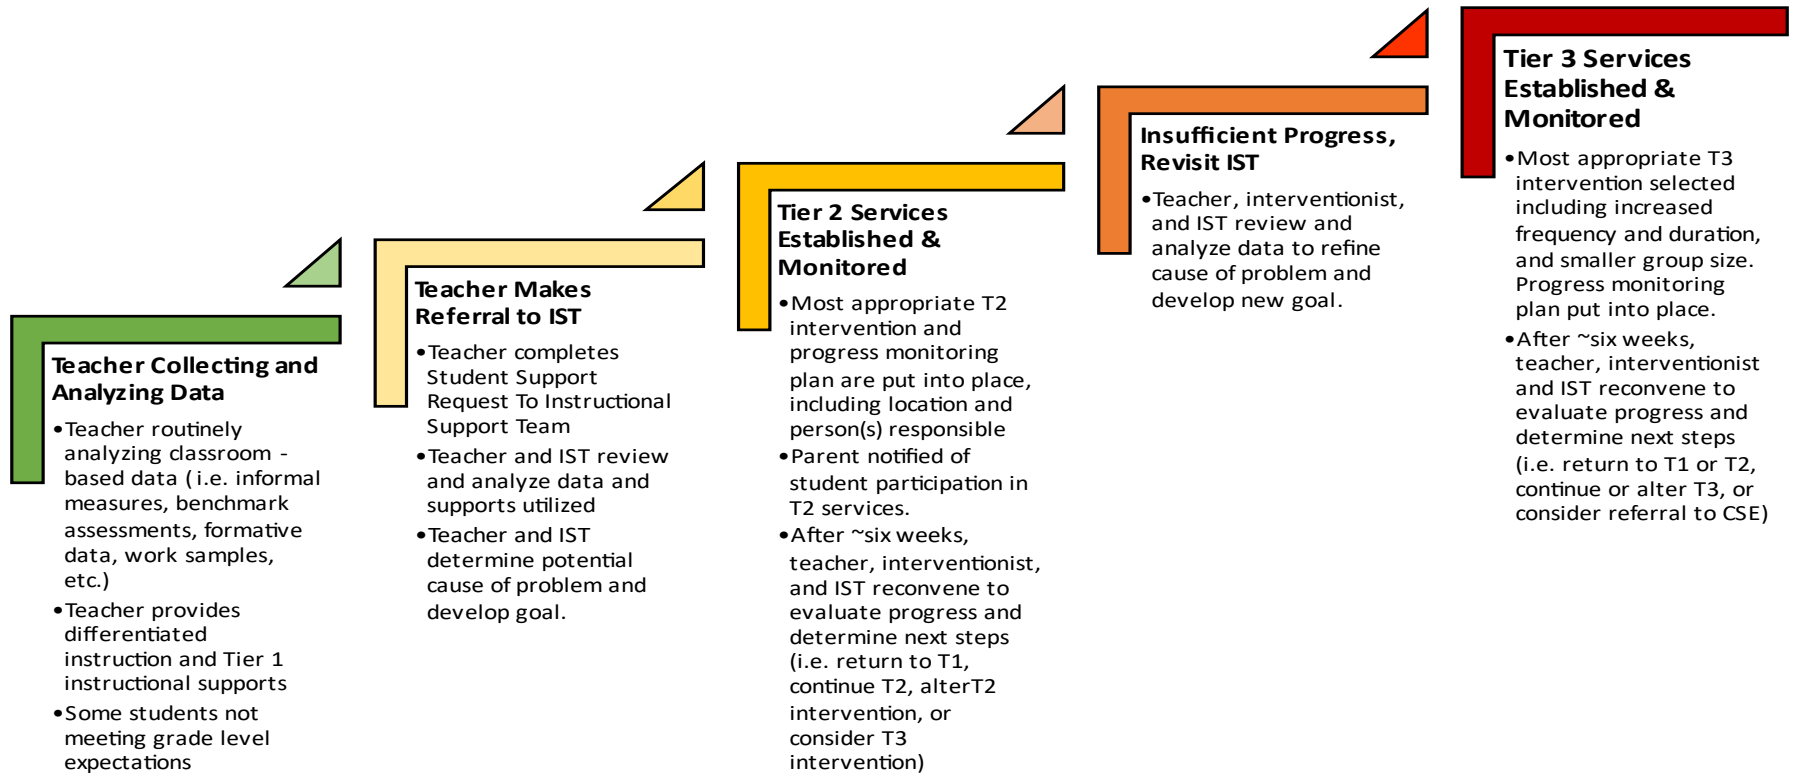 Teacher Collecting and
Analyzing Data
•Teacher routinely
analyzing classroom -
based data (i.e. informal
measures, benchmark
assessments, formative
data, work samples,
etc.)
•Teacher provides
differentiated
instruction and Tier 1
instructional supports
•Some students not
meeting grade level
expectations
Teacher Makes
Referral to IST
•Teacher completes
Student Support
Request To Instructional
Support Team
•Teacher and IST review
and analyze data and
supports utilized
•Teacher and IST
determine potential
cause of problem and
develop goal.
Tier 2 Services
Established &
Monitored
•Most appropriate T2
intervention and
progress monitoring
plan are put into place,
including location and
person(s) responsible
•Parent notified of
student participation in
T2 services.
•After ~six weeks,
teacher, interventionist,
and IST reconvene to
evaluate progress and
determine next steps
(i.e. return to T1,
continue T2, alterT2
intervention, or
consider T3
intervention)
Insufficient Progress,
Revisit IST
•Teacher, interventionist,
and IST review and
analyze data to refine
cause of problem and
develop new goal.
Tier 3 Services
Established &
Monitored
•Most appropriate T3
intervention selected
including increased
frequency and duration,
and smaller group size.
Progress monitoring
plan put into place.
•After ~six weeks,
teacher, interventionist
and IST reconvene to
evaluate progress and
determine next steps
(i.e. return to T1 or T2,
continue or alter T3, or
consider referral to CSE)